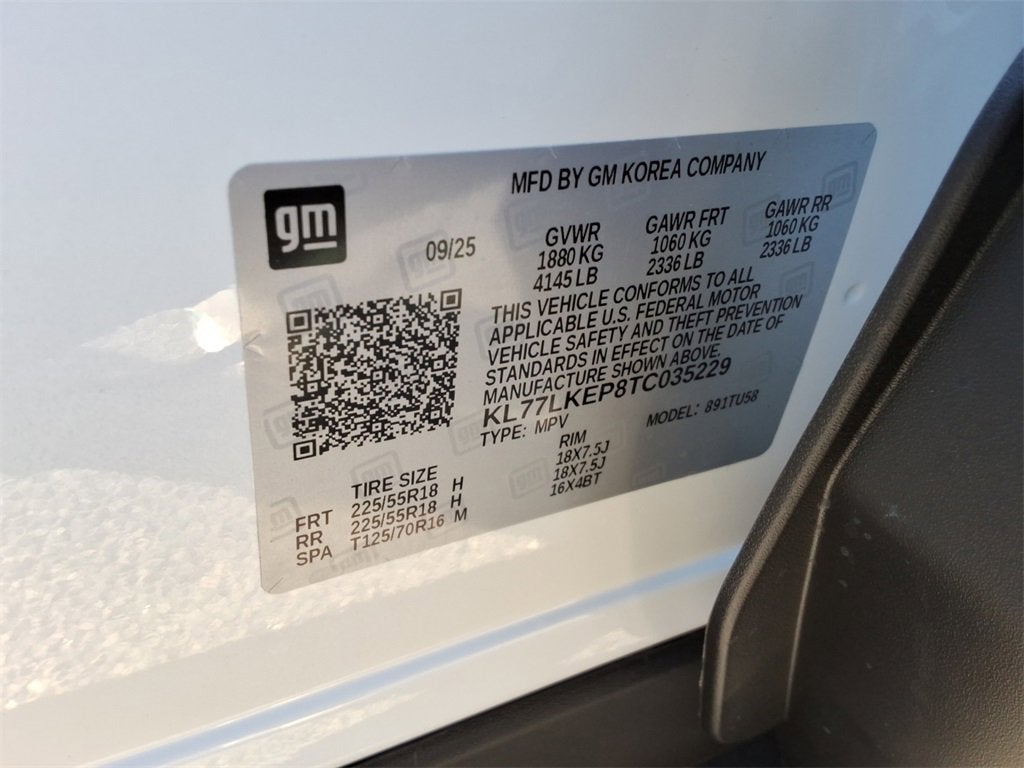 gm
MFD BY GM KOREA COMPANY
09/25
GVWR GAWR FRT GAWR RR
1880 KG 1060 KG 1060 KG
4145 LB 2336 LB 2336 LB
THIS VEHICLE CONFORMS TO ALL
APPLICABLE U.S. FEDERAL MOTOR
VEHICLE SAFETY AND THEFT PREVENTION
STANDARDS IN EFFECT ON THE DATE OF
MANUFACTURE SHOWN ABOVE.
KL77LKEP8TC035229
TYPE: MPV MODEL: 891TU58
TIRE SIZE RIM
FRT 225/55R18 H 18X7.5J
RR 225/55R18 H 18X7.5J
SPA T125/70R16 M 16X4BT